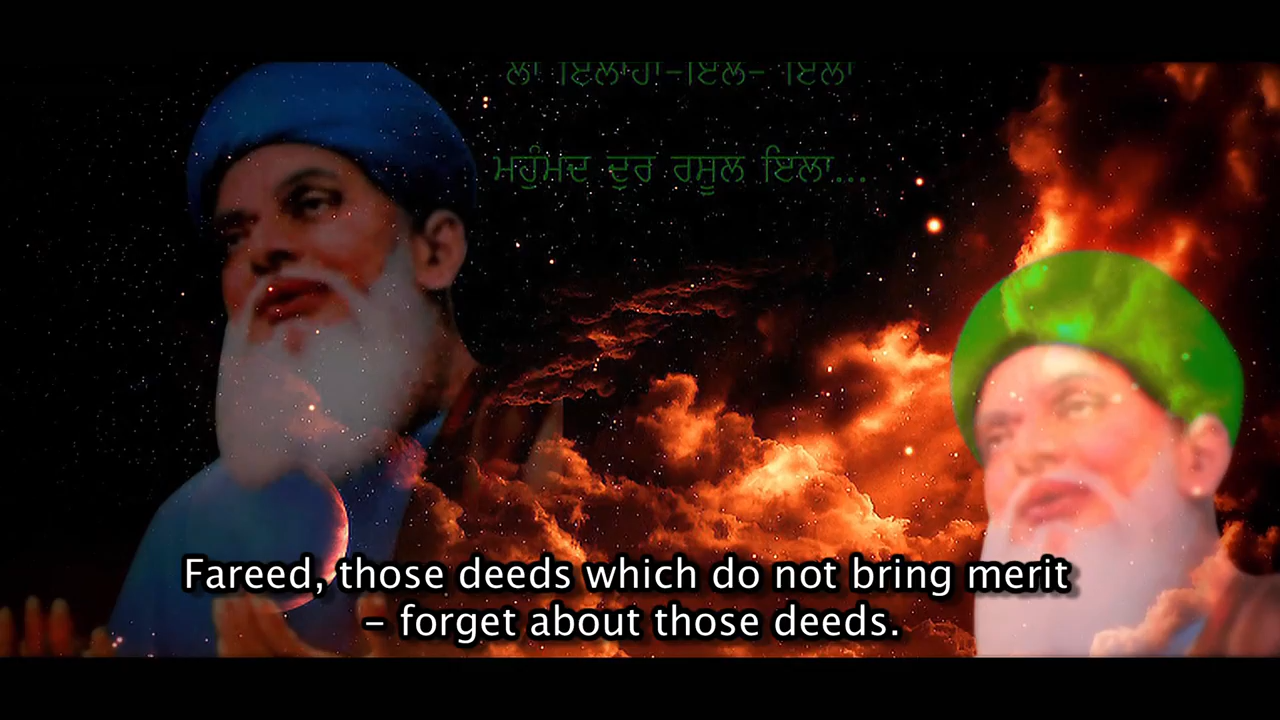 ਲਾ ਇਲਾਹਾ-ਇਲ- ਇਲਾ
ਮਹੁੰਮਦ ਦੁਰ ਰਸੂਲ ਇਲਾ...
Fareed, those deeds which do not bring merit
– forget about those deeds.